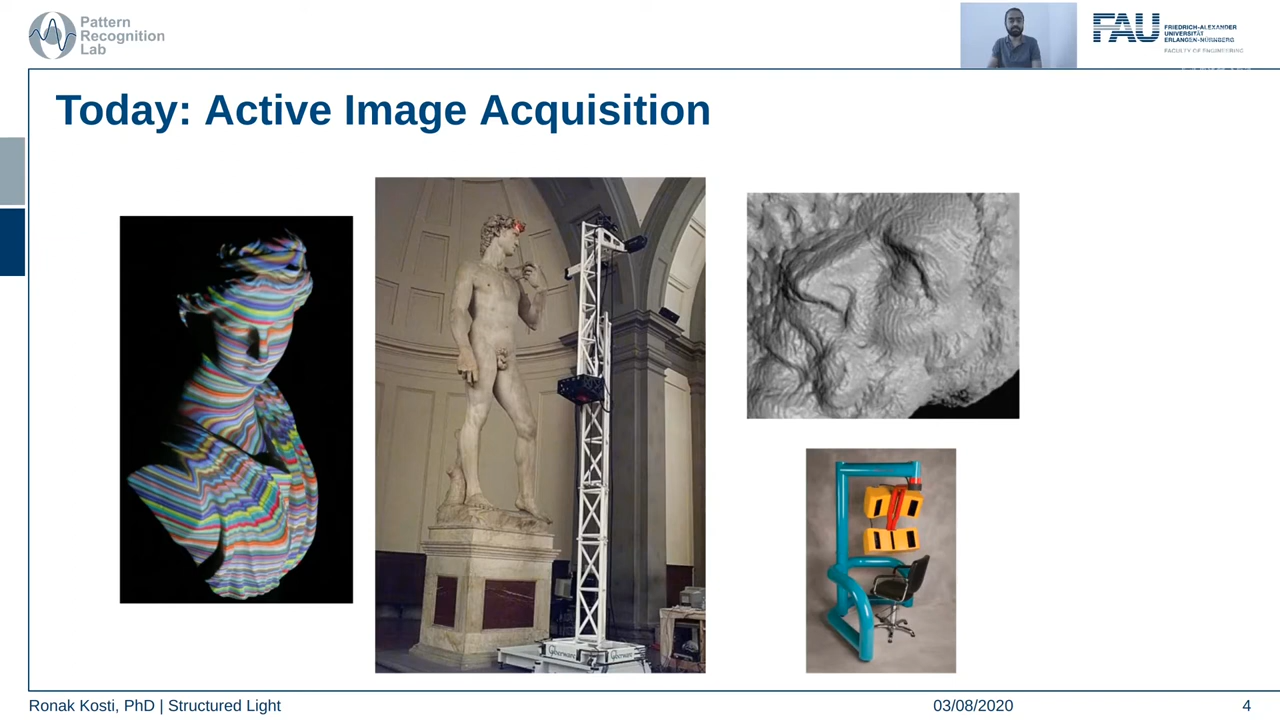 Pattern
Recognition
Lab
FAU
FRIEDRICH-ALEXANDER
UNIVERSITÄT
ERLANGEN-NÜRNBERG
FACULTY OF ENGINEERING
Today: Active Image Acquisition
Ronak Kosti, PhD | Structured Light
03/08/2020
4